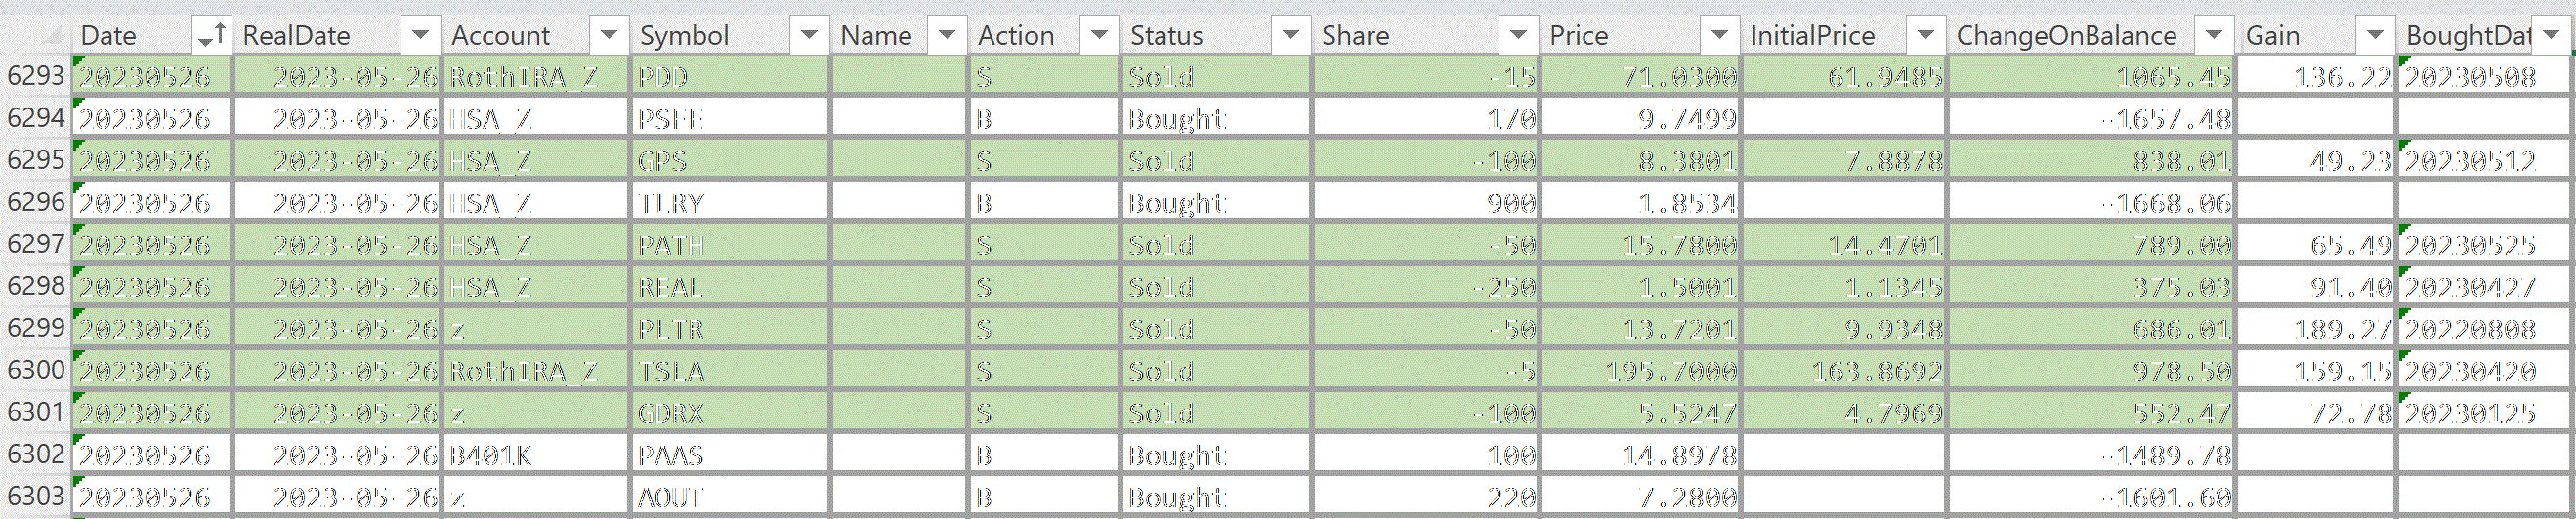 Date RealDate Account Symbol Name Action Status Share Price InitialPrice ChangeOnBalance Gain BoughtDat
6293 20230526 2023-05-26 RothIRA_Z PDD S Sold -15 71.0300 61.9485 1065.45 136.22 20230508
6294 20230526 2023-05-26 HSA_Z PSFE B Bought 170 9.7499 -1657.48
6295 20230526 2023-05-26 HSA_Z GPS S Sold -100 8.3801 7.8878 838.01 49.23 20230512
6296 20230526 2023-05-26 HSA_Z TLRY B Bought 900 1.8534 -1668.06
6297 20230526 2023-05-26 HSA_Z PATH S Sold -50 15.7800 14.4701 789.00 65.49 20230525
6298 20230526 2023-05-26 HSA_Z REAL S Sold -250 1.5001 1.1345 375.03 91.40 20230427
6299 20230526 2023-05-26 z PLTR S Sold -50 13.7201 9.9348 686.01 189.27 20220808
6300 20230526 2023-05-26 RothIRA_Z TSLA S Sold -5 195.7000 163.8692 978.50 159.15 20230420
6301 20230526 2023-05-26 z GDRX S Sold -100 5.5247 4.7969 552.47 72.78 20230125
6302 20230526 2023-05-26 B401K PAAS B Bought 100 14.8978 -1489.78
6303 20230526 2023-05-26 z AOUT B Bought 220 7.2800 -1601.60